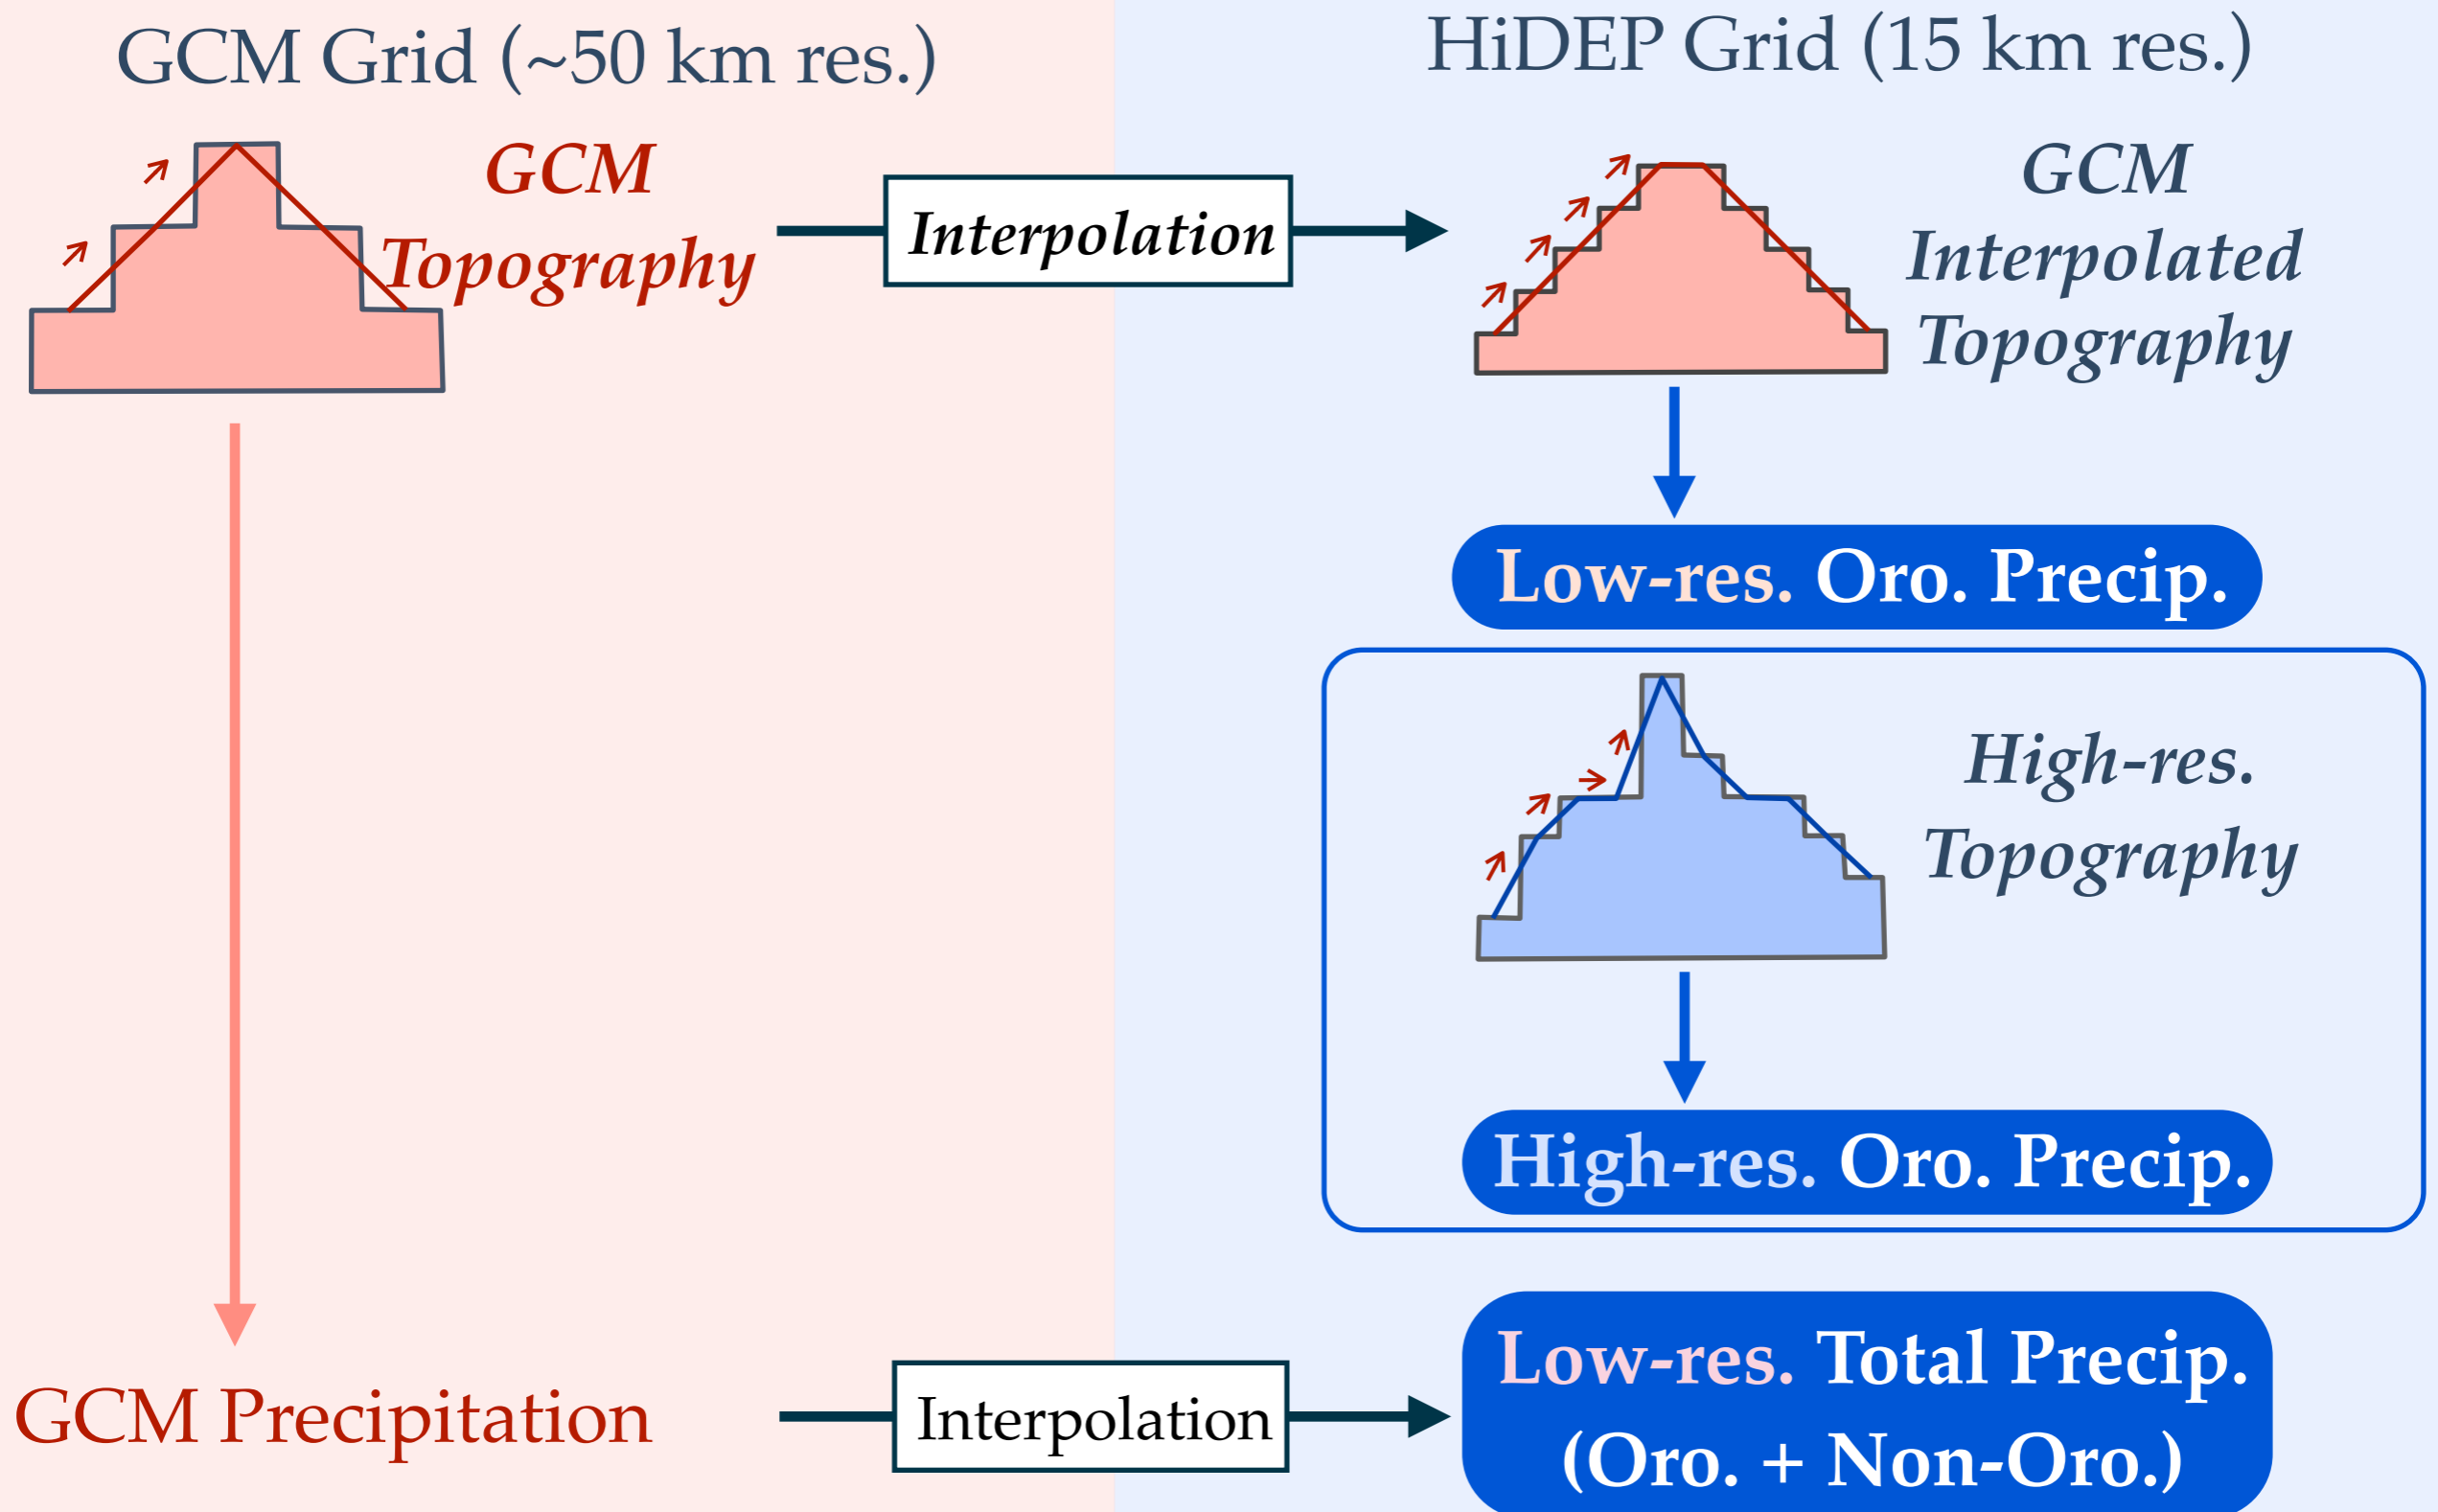 GCM Grid (~50 km res.)
HiDEP Grid (15 km res.)
GCM
Topography
Interpolation
GCM
Interpolated
Topography
Low-res. Oro. Precip.
High-res.
Topography
High-res. Oro. Precip.
GCM Precipitation
Interpolation
Low-res. Total Precip.
(Oro. + Non-Oro.)